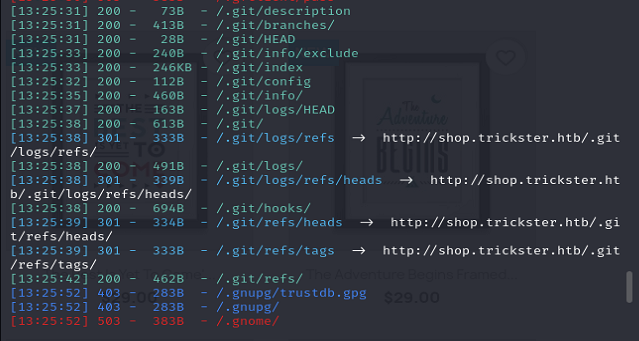 [13:25:31] 200 -   73B  - /.git/description
[13:25:31] 200 -  413B  - /.git/branches/
[13:25:31] 200 -   28B  - /.git/HEAD
[13:25:33] 200 -  240B  - /.git/info/exclude
[13:25:33] 200 -  246KB - /.git/index
[13:25:32] 200 -  112B  - /.git/config
[13:25:35] 200 -  460B  - /.git/info/
[13:25:37] 200 -  163B  - /.git/logs/HEAD
[13:25:38] 200 -  613B  - /.git/
[13:25:38] 301 -  333B  - /.git/logs/refs  →  http://shop.trickster.htb/.git
/logs/refs/
[13:25:38] 200 -  491B  - /.git/logs/
[13:25:38] 301 -  339B  - /.git/logs/refs/heads  →  http://shop.trickster.ht
b/.git/logs/refs/heads/
[13:25:38] 200 -  694B  - /.git/hooks/
[13:25:39] 301 -  334B  - /.git/refs/heads  →  http://shop.trickster.htb/.gi
t/refs/heads/
[13:25:39] 301 -  333B  - /.git/refs/tags  →  http://shop.trickster.htb/.git
/refs/tags/
[13:25:42] 200 -  462B  - /.git/refs/
The Adventure Begins Framed
[13:25:52] 403 -  283B  - /.gnupg/trustdb.gpg
$29.00
[13:25:52] 403 -  283B  - /.gnupg/
[13:25:52] 503 -  383B  - /.gnome/